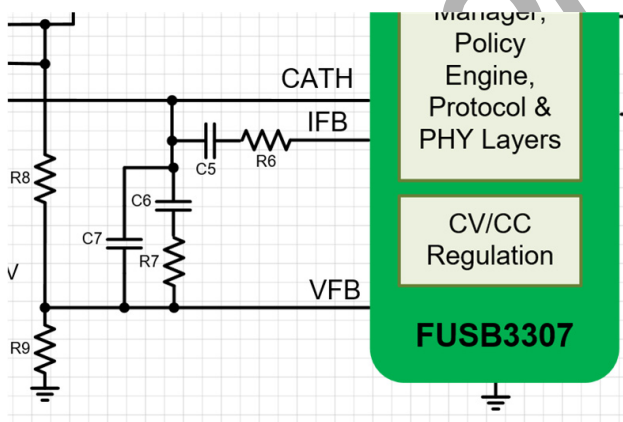 Manager,
Policy
Engine,
Protocol &
PHY Layers
CATH
IFB
C5
R6
R8
C6
C7
R7
CV/CC
Regulation
V
VFB
R9
FUSB3307